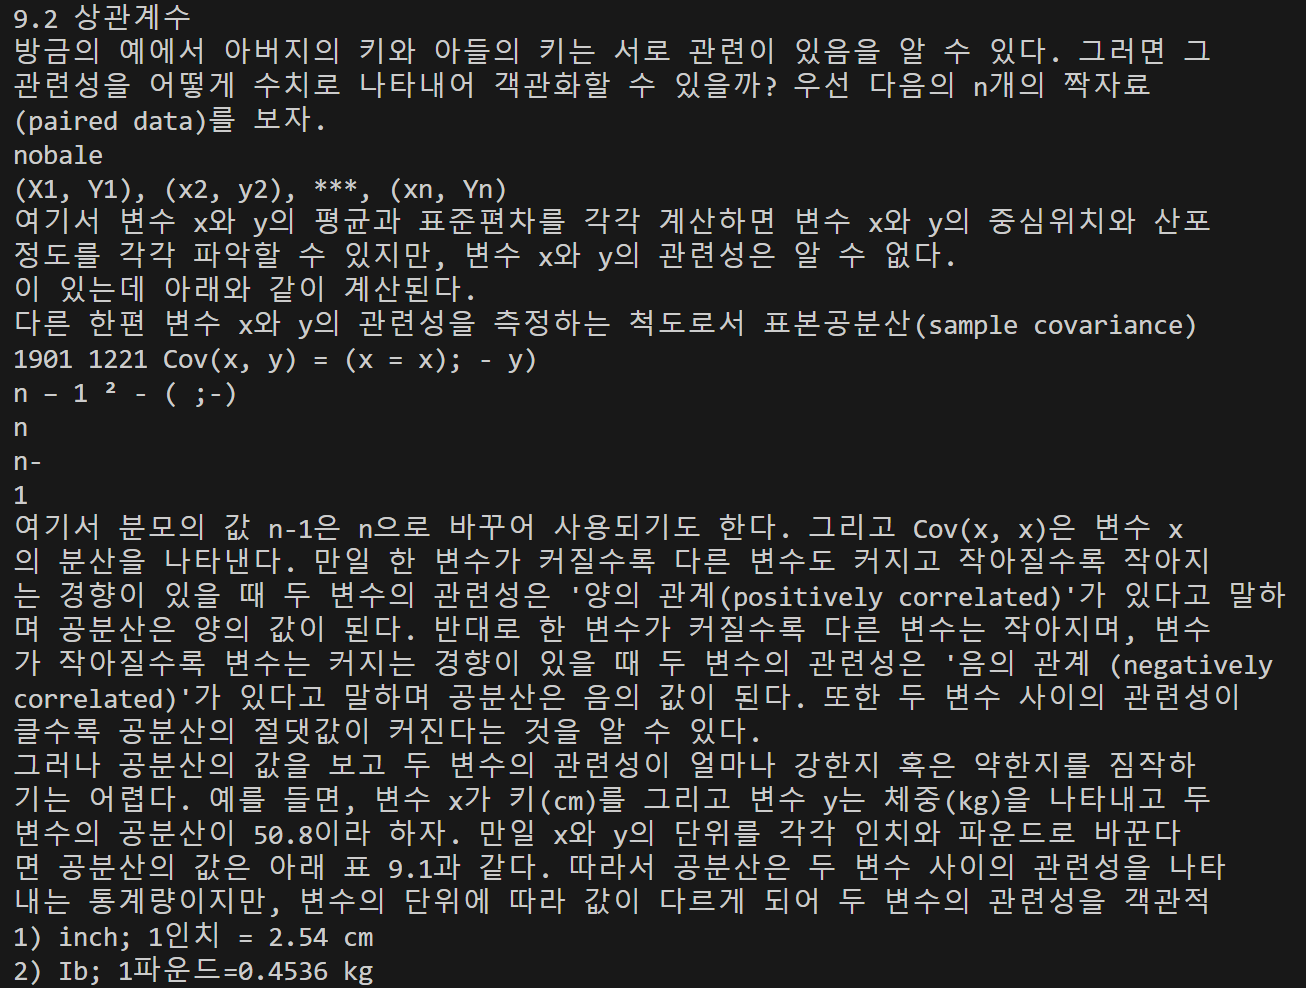 9.2 상관계수
방금의 예에서 아버지의 키와 아들의 키는 서로 관련이 있음을 알 수 있다. 그러면 그
관련성을 어떻게 수치로 나타내어 객관화할 수 있을까? 우선 다음의 n개의 짝자료
(paired data)를 보자.
nobale
(X1, Y1), (x2, y2), ***, (xn, Yn)
여기서 변수 x와 y의 평균과 표준편차를 각각 계산하면 변수 x와 y의 중심위치와 산포
정도를 각각 파악할 수 있지만, 변수 x와 y의 관련성은 알 수 없다.
이 있는데 아래와 같이 계산된다.
다른 한편 변수 x와 y의 관련성을 측정하는 척도로서 표본공분산(sample covariance)
1901 1221 Cov(x, y) = (x = x); - y)
n – 1 ² - ( ;-)
n
n-
1
여기서 분모의 값 n-1은 n으로 바꾸어 사용되기도 한다. 그리고 Cov(x, x)은 변수 x
의 분산을 나타낸다. 만일 한 변수가 커질수록 다른 변수도 커지고 작아질수록 작아지
는 경향이 있을 때 두 변수의 관련성은 '양의 관계(positively correlated)'가 있다고 말하
며 공분산은 양의 값이 된다. 반대로 한 변수가 커질수록 다른 변수는 작아지며, 변수
가 작아질수록 변수는 커지는 경향이 있을 때 두 변수의 관련성은 '음의 관계 (negatively
correlated)'가 있다고 말하며 공분산은 음의 값이 된다. 또한 두 변수 사이의 관련성이
클수록 공분산의 절댓값이 커진다는 것을 알 수 있다.
그러나 공분산의 값을 보고 두 변수의 관련성이 얼마나 강한지 혹은 약한지를 짐작하
기는 어렵다. 예를 들면, 변수 x가 키(cm)를 그리고 변수 y는 체중(kg)을 나타내고 두
변수의 공분산이 50.8이라 하자. 만일 x와 y의 단위를 각각 인치와 파운드로 바꾼다
면 공분산의 값은 아래 표 9.1과 같다. 따라서 공분산은 두 변수 사이의 관련성을 나타
내는 통계량이지만, 변수의 단위에 따라 값이 다르게 되어 두 변수의 관련성을 객관적
1) inch; 1인치 = 2.54 cm
2) Ib; 1파운드=0.4536 kg